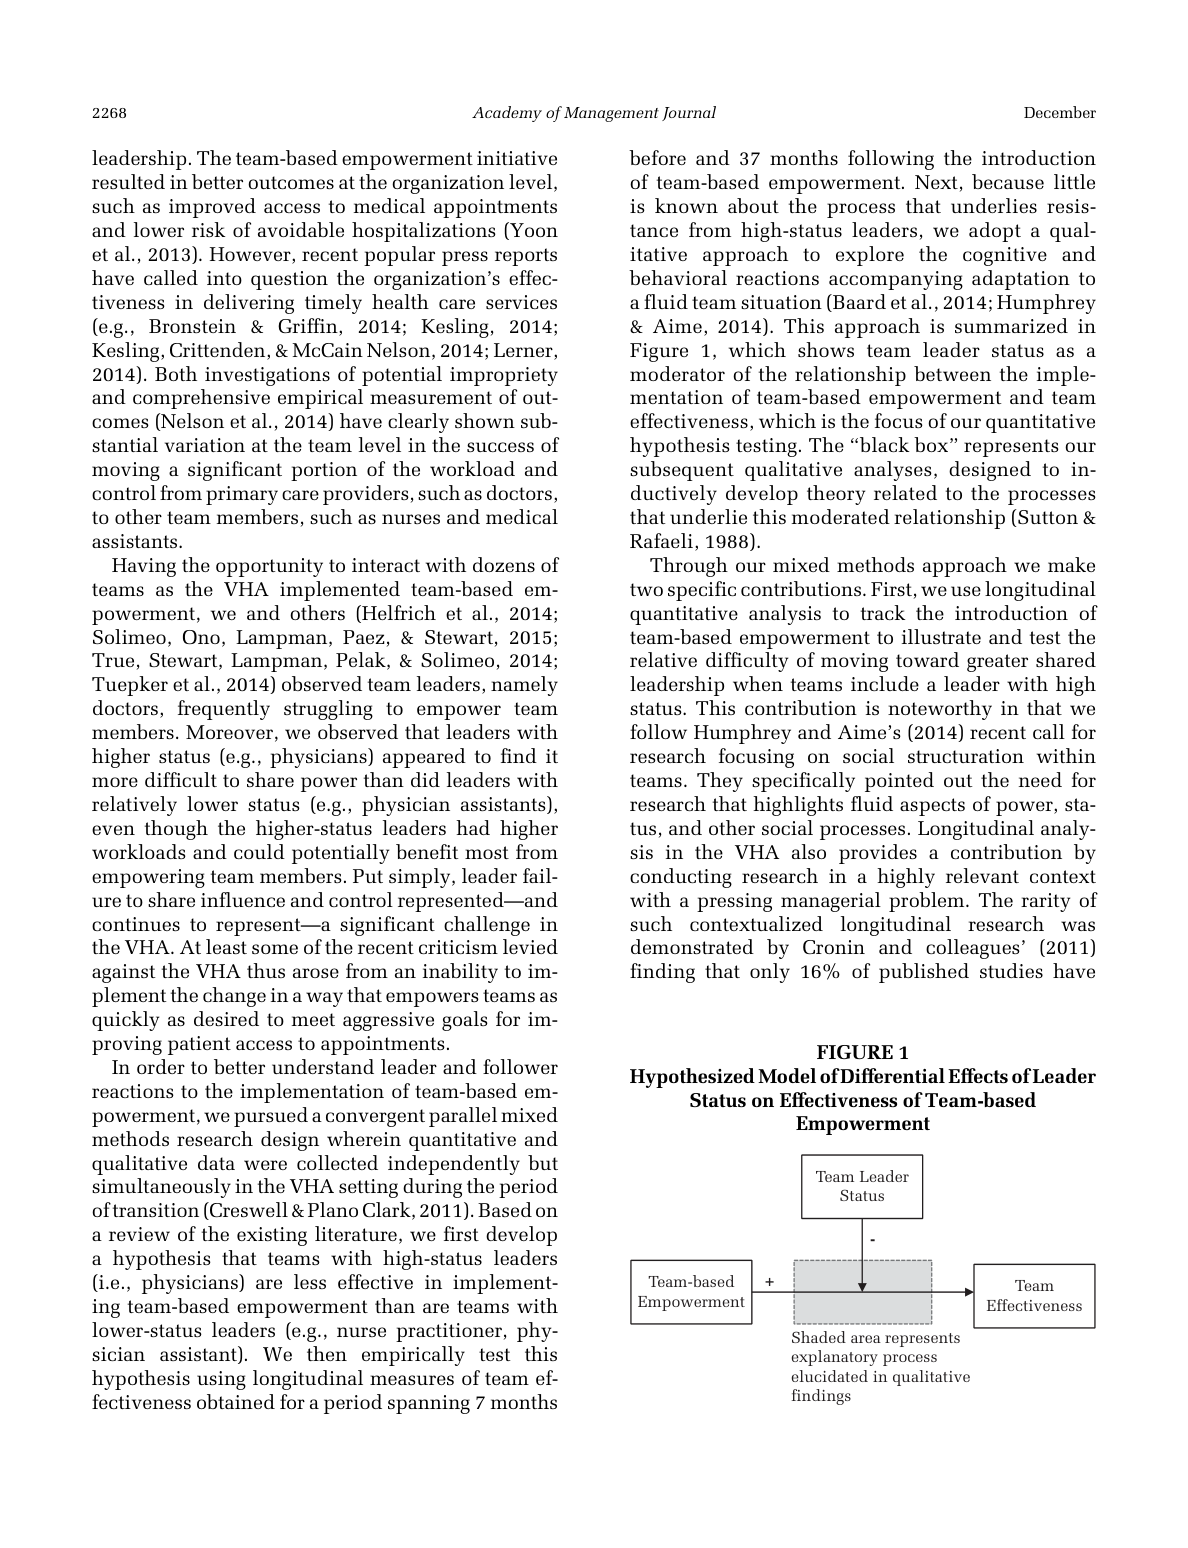 2268
Academy of Management Journal
December
leadership. The team-based empowerment initiative
resulted in better outcomes at the organization level,
such as improved access to medical appointments
and lower risk of avoidable hospitalizations (Yoon
et al., 2013). However, recent popular press reports
have called into question the organization's effec-
tiveness in delivering timely health care services
(e.g., Bronstein & Griffin, 2014; Kesling, 2014;
Kesling, Crittenden, & McCain Nelson, 2014; Lerner,
2014). Both investigations of potential impropriety
and comprehensive empirical measurement of out-
comes (Nelson et al., 2014) have clearly shown sub-
stantial variation at the team level in the success of
moving a significant portion of the workload and
control from primary care providers, such as doctors,
to other team members, such as nurses and medical
assistants.
Having the opportunity to interact with dozens of
teams as the VHA implemented team-based em-
powerment, we and others (Helfrich et al., 2014;
Solimeo, Ono, Lampman, Paez, & Stewart, 2015;
True, Stewart, Lampman, Pelak, & Solimeo, 2014;
Tuepker et al., 2014) observed team leaders, namely
doctors, frequently struggling to empower team
members. Moreover, we observed that leaders with
higher status (e.g., physicians) appeared to find it
more difficult to share power than did leaders with
relatively lower status (e.g., physician assistants),
even though the higher-status leaders had higher
workloads and could potentially benefit most from
empowering team members. Put simply, leader fail-
ure to share influence and control represented—and
continues to represent—a significant challenge in
the VHA. At least some of the recent criticism levied
against the VHA thus arose from an inability to im-
plement the change in a way that empowers teams as
quickly as desired to meet aggressive goals for im-
proving patient access to appointments.
In order to better understand leader and follower
reactions to the implementation of team-based em-
powerment, we pursued a convergent parallel mixed
methods research design wherein quantitative and
qualitative data were collected independently but
simultaneously in the VHA setting during the period
of transition (Creswell & Plano Clark, 2011). Based on
a review of the existing literature, we first develop
a hypothesis that teams with high-status leaders
(i.e., physicians) are less effective in implement-
ing team-based empowerment than are teams with
lower-status leaders (e.g., nurse practitioner, phy-
sician assistant). We then empirically test this
hypothesis using longitudinal measures of team ef-
fectiveness obtained for a period spanning 7 months
before and 37 months following the introduction
of team-based empowerment. Next, because little
is known about the process that underlies resis-
tance from high-status leaders, we adopt a qual-
itative approach to explore the cognitive and
behavioral reactions accompanying adaptation to
a fluid team situation (Baard et al., 2014; Humphrey
& Aime, 2014). This approach is summarized in
Figure 1, which shows team leader status as a
moderator of the relationship between the imple-
mentation of team-based empowerment and team
effectiveness, which is the focus of our quantitative
hypothesis testing. The “black box” represents our
subsequent qualitative analyses, designed to in-
ductively develop theory related to the processes
that underlie this moderated relationship (Sutton &
Rafaeli, 1988).
Through our mixed methods approach we make
two specific contributions. First, we use longitudinal
quantitative analysis to track the introduction of
team-based empowerment to illustrate and test the
relative difficulty of moving toward greater shared
leadership when teams include a leader with high
status. This contribution is noteworthy in that we
follow Humphrey and Aime's (2014) recent call for
research focusing on social structuration within
teams. They specifically pointed out the need for
research that highlights fluid aspects of power, sta-
tus, and other social processes. Longitudinal analy-
sis in the VHA also provides a contribution by
conducting research in a highly relevant context
with a pressing managerial problem. The rarity of
such contextualized longitudinal research was
demonstrated by Cronin and colleagues' (2011)
finding that only 16% of published studies have
FIGURE 1
Hypothesized Model of Differential Effects of Leader
Status on Effectiveness of Team-based
Empowerment
Team Leader
Status
-
Team-based
Empowerment
+
Team
Effectiveness
Shaded area represents
explanatory process
elucidated in qualitative
findings